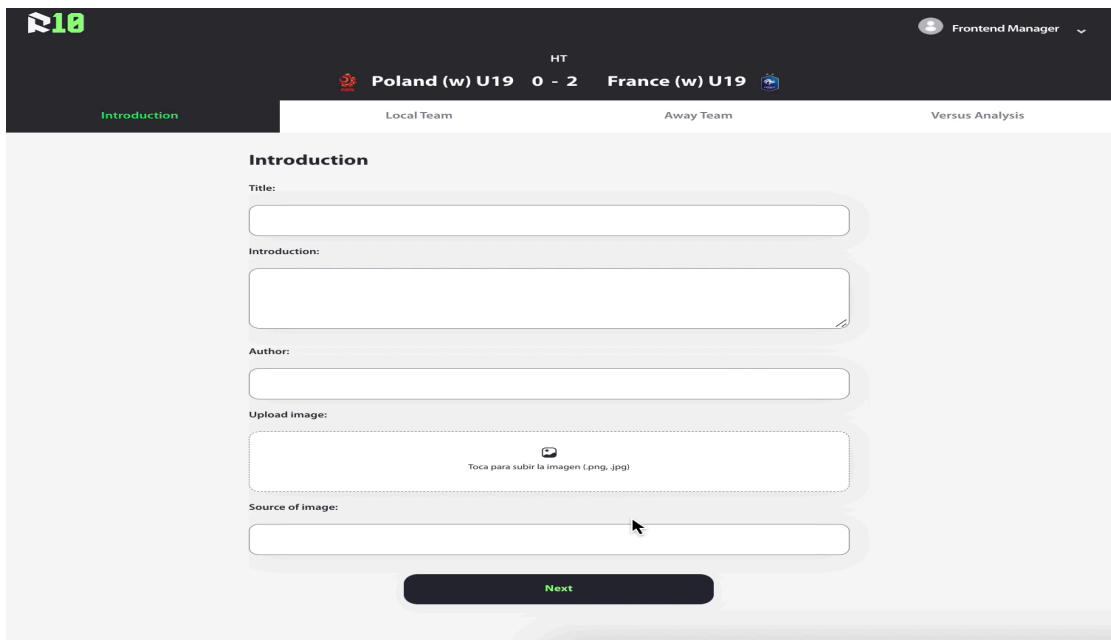 R10
Frontend Manager
HT
Poland (w) U19 0 - 2 France (w) U19
Introduction Local Team Away Team Versus Analysis
Introduction
Title:
Introduction:
Author:
Upload image:
Toca para subir la imagen (.png, .jpg)
Source of image:
Next